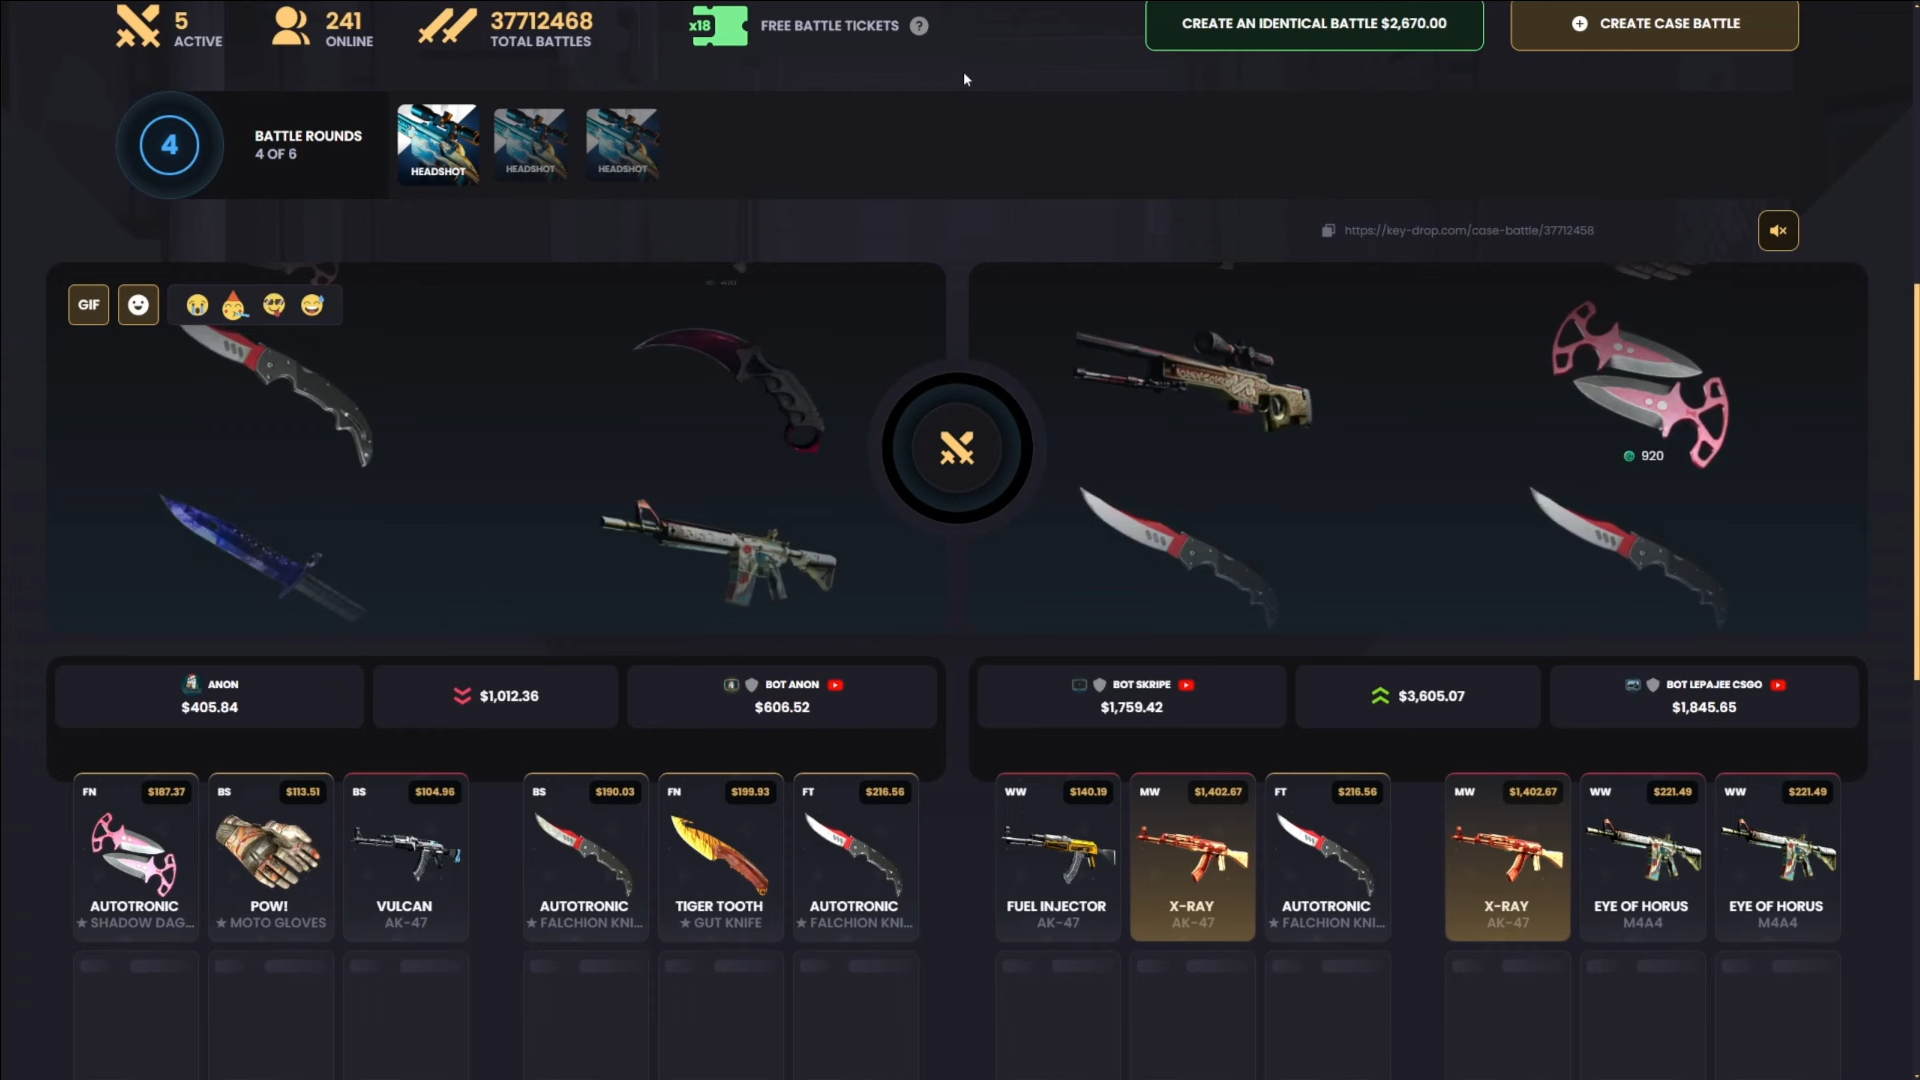 5
ACTIVE
241
ONLINE
37712468
TOTAL BATTLES
x18
FREE BATTLE TICKETS ?
CREATE AN IDENTICAL BATTLE $2,670.00
CREATE CASE BATTLE
4
BATTLE ROUNDS
4 OF 6
HEADSHOT
HEADSHOT
HEADSHOT
https://key-drop.com/case-battle/37712458
GIF
920
ANON
$405.84
$1,012.36
BOT ANON
$606.52
BOT SKRIPE
$1,759.42
$3,605.07
BOT LEPAJEE CSGO
$1,845.65
FN $187.37
AUTOTRONIC
★ SHADOW DAG...
BS $113.51
POW!
★ MOTO GLOVES
BS $104.96
VULCAN
AK-47
BS $190.03
AUTOTRONIC
★ FALCHION KNI...
FN $199.93
TIGER TOOTH
★ GUT KNIFE
FT $216.56
AUTOTRONIC
★ FALCHION KNI...
WW $140.19
FUEL INJECTOR
AK-47
MW $1,402.67
X-RAY
AK-47
FT $216.56
AUTOTRONIC
★ FALCHION KNI...
MW $1,402.67
X-RAY
AK-47
WW $221.49
EYE OF HORUS
M4A4
WW $221.49
EYE OF HORUS
M4A4